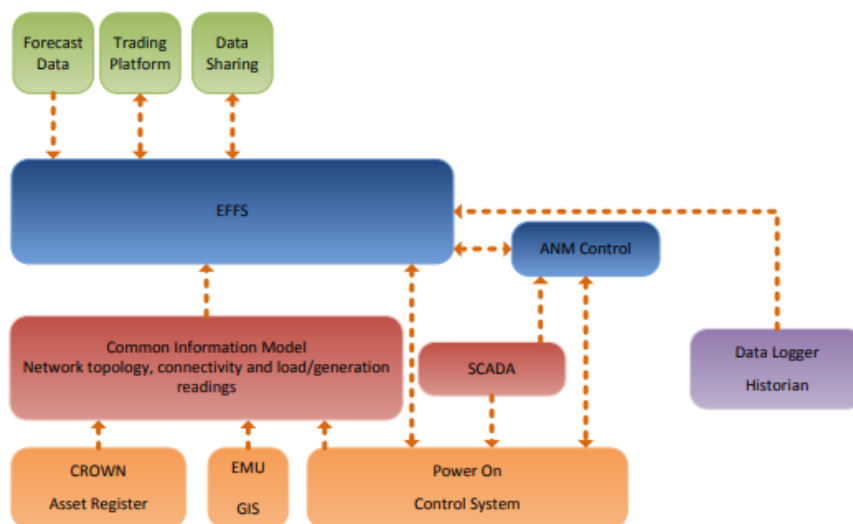 Forecast
Data
Trading
Platform
Data
Sharing
EFFS
ANM Control
Common Information Model
Network topology, connectivity and load/generation
readings
SCADA
Data Logger
Historian
CROWN
Asset Register
EMU
GIS
Power On
Control System